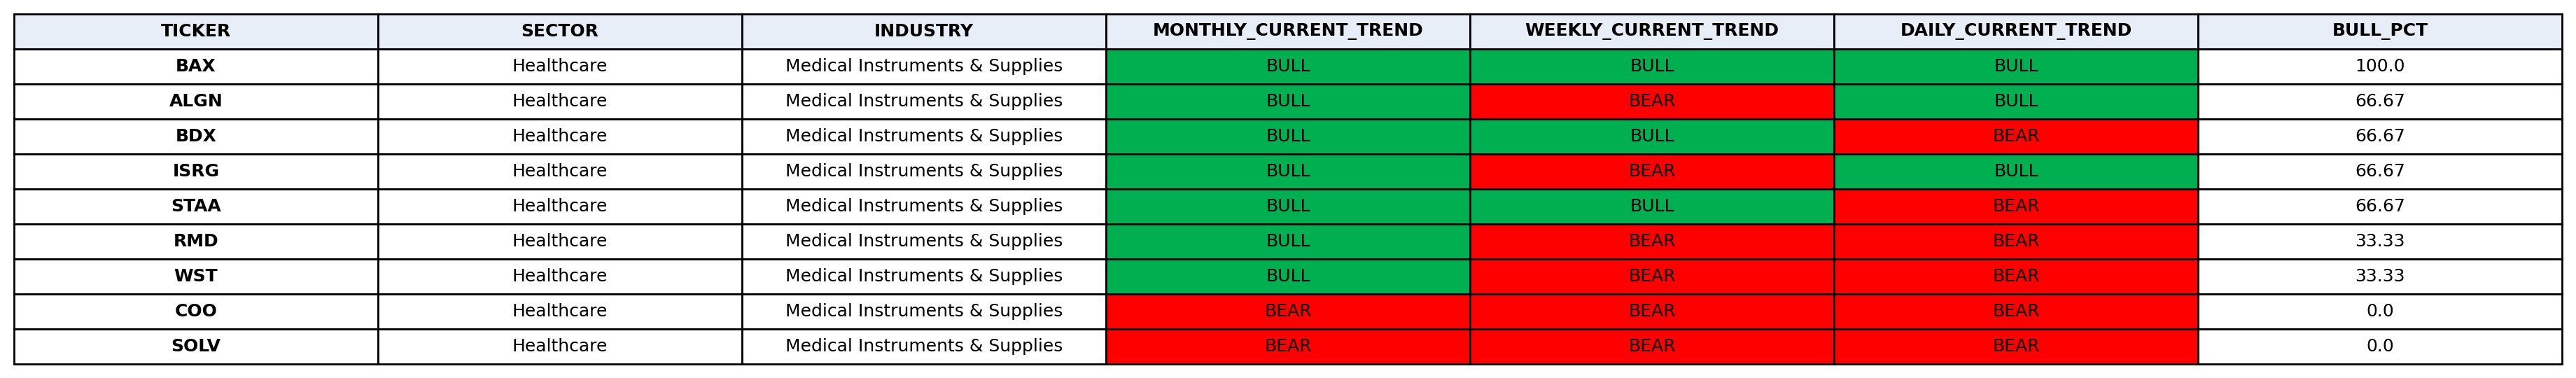 TICKER SECTOR INDUSTRY MONTHLY_CURRENT_TREND WEEKLY_CURRENT_TREND DAILY_CURRENT_TREND BULL_PCT
BAX Healthcare Medical Instruments & Supplies BULL BULL BULL 100.0
ALGN Healthcare Medical Instruments & Supplies BULL BEAR BULL 66.67
BDX Healthcare Medical Instruments & Supplies BULL BULL BEAR 66.67
ISRG Healthcare Medical Instruments & Supplies BULL BEAR BULL 66.67
STAA Healthcare Medical Instruments & Supplies BULL BULL BEAR 66.67
RMD Healthcare Medical Instruments & Supplies BULL BEAR BEAR 33.33
WST Healthcare Medical Instruments & Supplies BULL BEAR BEAR 33.33
COO Healthcare Medical Instruments & Supplies BEAR BEAR BEAR 0.0
SOLV Healthcare Medical Instruments & Supplies BEAR BEAR BEAR 0.0